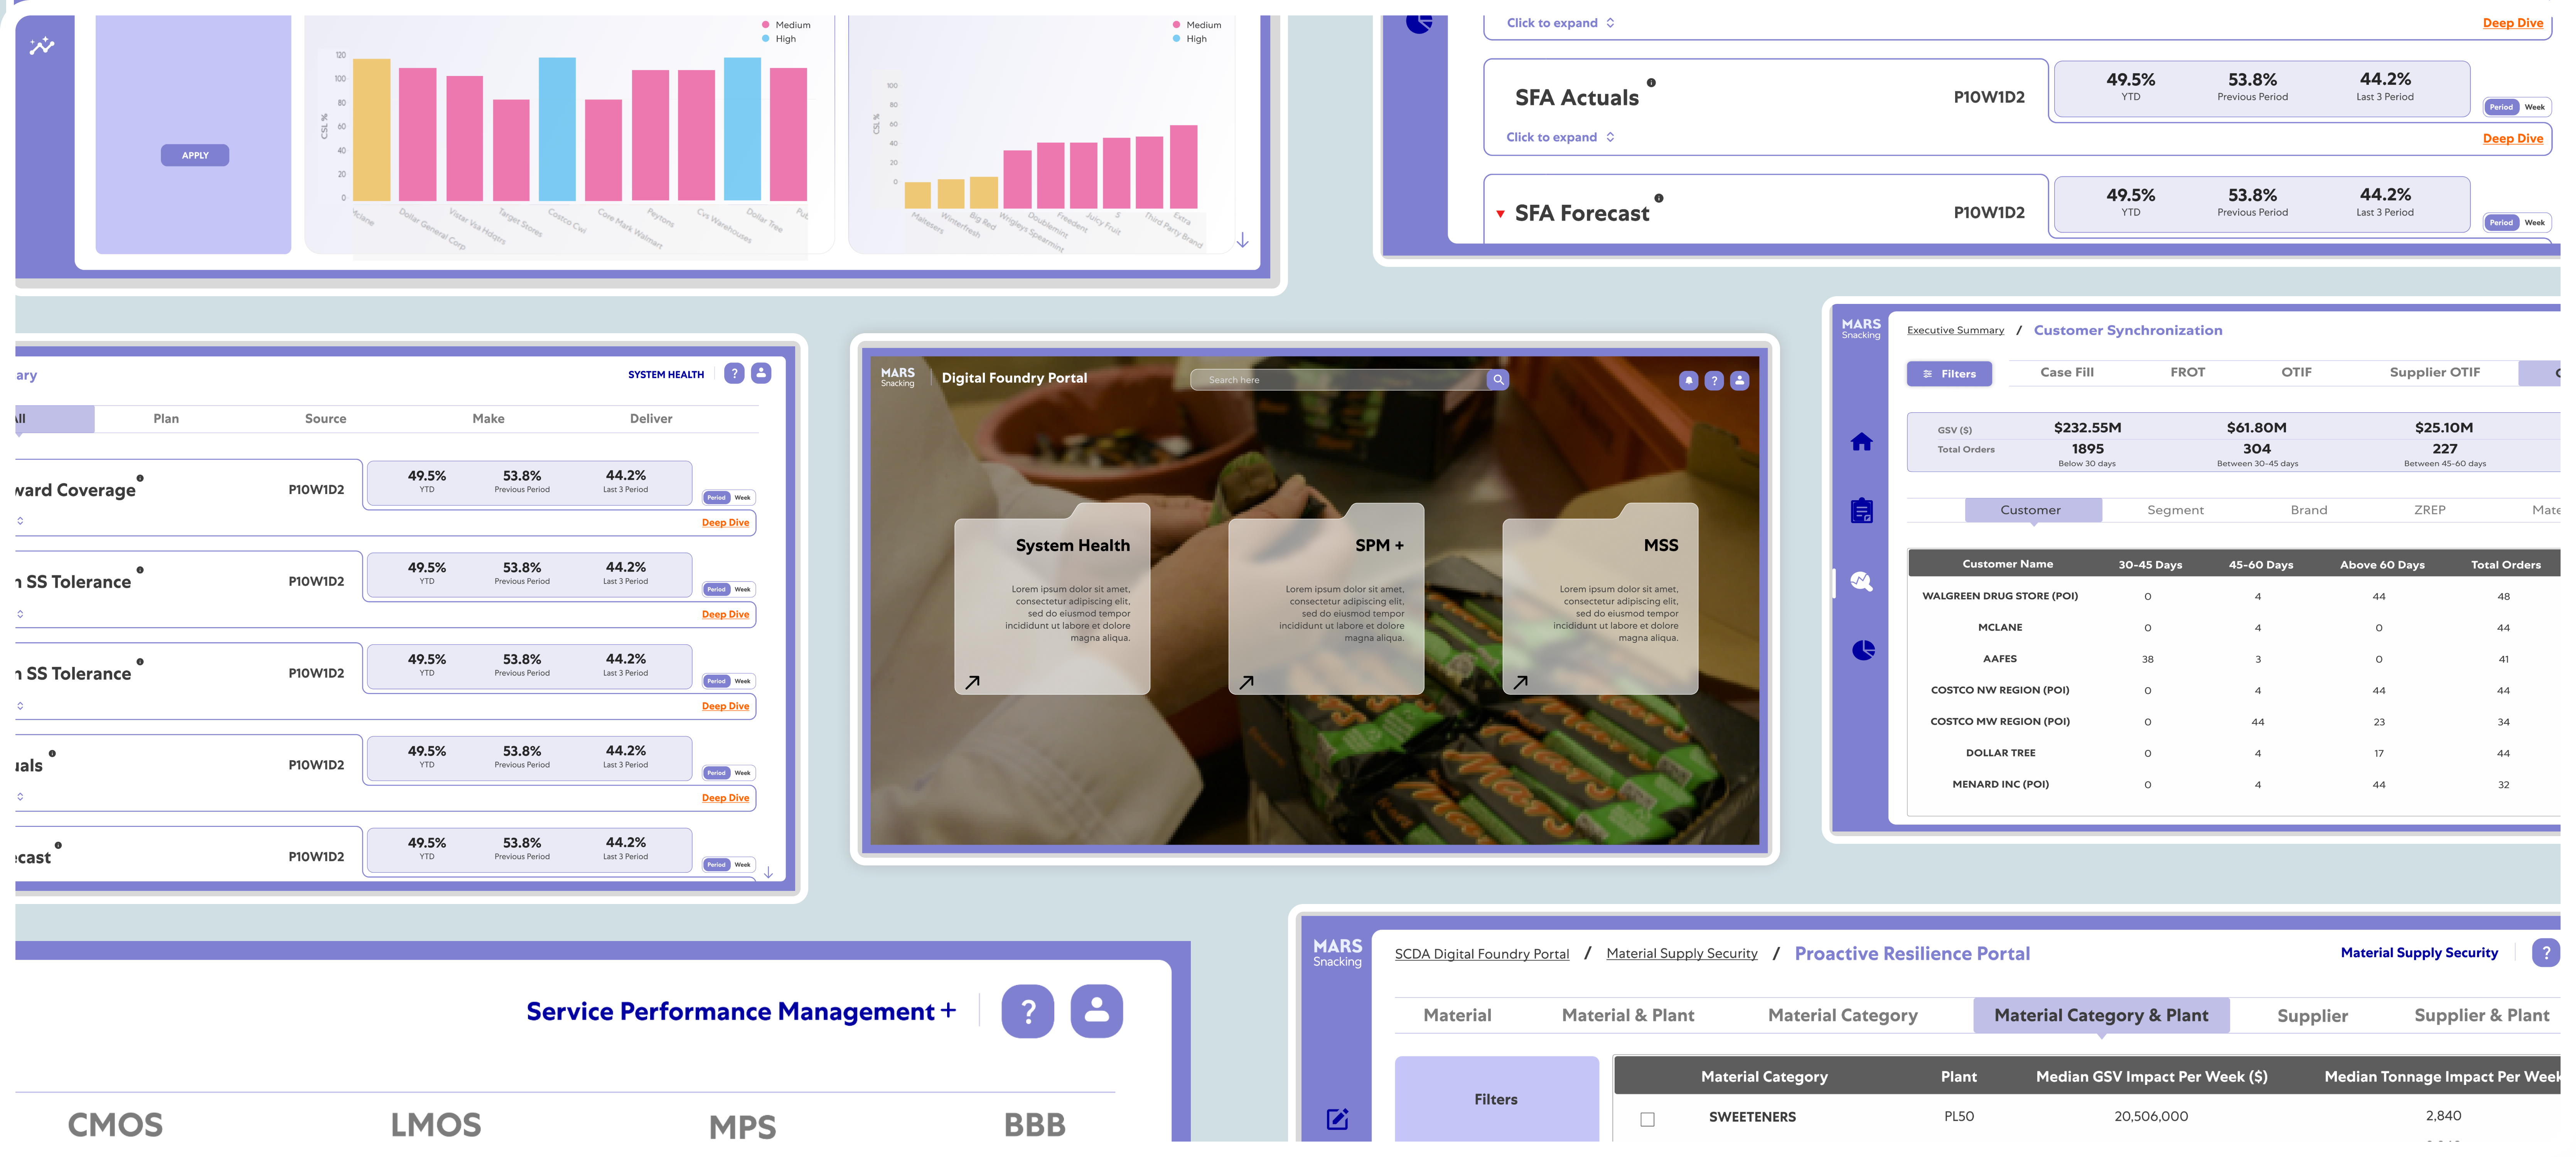 Medium
High
CSL %
120
100
80
60
40
20
0
Mclane
Dollar General Corp
Vistar Vsa Hdqtrs
Target Stores
Costco Cwi
Core Mark Walmart
Peytons
Cvs Warehouses
Dollar Tree
APPLY
Medium
High
CSL %
100
80
60
40
20
0
Maltesers
Winterfresh
Big Red
Wrigleys Spearmint
Doublemint
Freedent
Juicy Fruit
5
Third Party Brand
Extra
Click to expand
Deep Dive
SFA Actuals
P10W1D2
49.5% 53.8% 44.2%
YTD Previous Period Last 3 Period
Period Week
Click to expand
Deep Dive
SFA Forecast
P10W1D2
49.5% 53.8% 44.2%
YTD Previous Period Last 3 Period
Period Week
ary
SYSTEM HEALTH ?
All Plan Source Make Deliver
ward Coverage P10W1D2
49.5% 53.8% 44.2%
YTD Previous Period Last 3 Period
Period Week
Deep Dive
n SS Tolerance P10W1D2
49.5% 53.8% 44.2%
YTD Previous Period Last 3 Period
Period Week
Deep Dive
n SS Tolerance P10W1D2
49.5% 53.8% 44.2%
YTD Previous Period Last 3 Period
Period Week
Deep Dive
uals P10W1D2
49.5% 53.8% 44.2%
YTD Previous Period Last 3 Period
Period Week
Deep Dive
ecast P10W1D2
49.5% 53.8% 44.2%
YTD Previous Period Last 3 Period
Period Week
MARS
Snacking
Digital Foundry Portal
Search here
?
System Health
Lorem ipsum dolor sit amet,
consectetur adipiscing elit,
sed do eiusmod tempor
incididunt ut labore et dolore
magna aliqua.
SPM +
Lorem ipsum dolor sit amet,
consectetur adipiscing elit,
sed do eiusmod tempor
incididunt ut labore et dolore
magna aliqua.
MSS
Lorem ipsum dolor sit amet,
consectetur adipiscing elit,
sed do eiusmod tempor
incididunt ut labore et dolore
magna aliqua.
Mars
MARS
Snacking
Executive Summary / Customer Synchronization
Filters Case Fill FROT OTIF Supplier OTIF
GSV ($) $232.55M $61.80M $25.10M
Total Orders 1895 304 227
Below 30 days Between 30-45 days Between 45-60 days
Customer Segment Brand ZREP Mate
Customer Name 30-45 Days 45-60 Days Above 60 Days Total Orders
WALGREEN DRUG STORE (POI) 0 4 44 48
MCLANE 0 4 0 44
AAFES 38 3 0 41
COSTCO NW REGION (POI) 0 4 44 44
COSTCO MW REGION (POI) 0 44 23 34
DOLLAR TREE 0 4 17 44
MENARD INC (POI) 0 4 44 32
Service Performance Management + ?
CMOS LMOS MPS BBB
MARS
Snacking
SCDA Digital Foundry Portal / Material Supply Security / Proactive Resilience Portal
Material Supply Security ?
Material Material & Plant Material Category Material Category & Plant Supplier Supplier & Plant
Filters
Material Category Plant Median GSV Impact Per Week ($) Median Tonnage Impact Per Week
SWEETENERS PL50 20,506,000 2,840